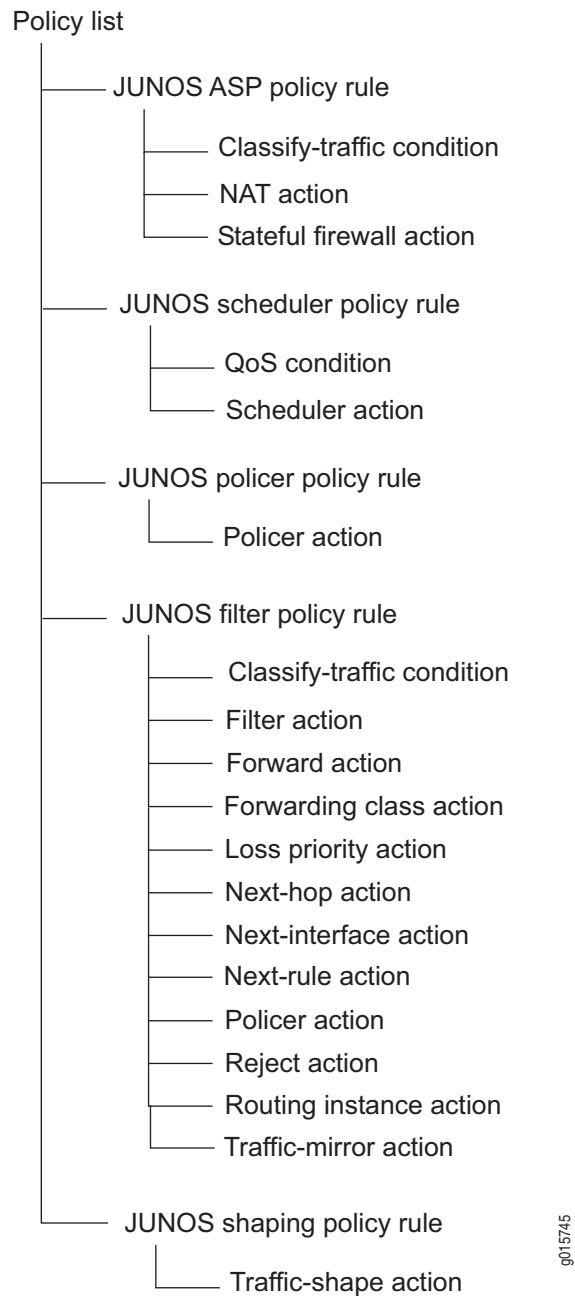 Policy list
JUNOS ASP policy rule
Classify-traffic condition
NAT action
Stateful firewall action
JUNOS scheduler policy rule
QoS condition
Scheduler action
JUNOS policer policy rule
Policer action
JUNOS filter policy rule
Classify-traffic condition
Filter action
Forward action
Forwarding class action
Loss priority action
Next-hop action
Next-interface action
Next-rule action
Policer action
Reject action
Routing instance action
Traffic-mirror action
JUNOS shaping policy rule
Traffic-shape action
g015745